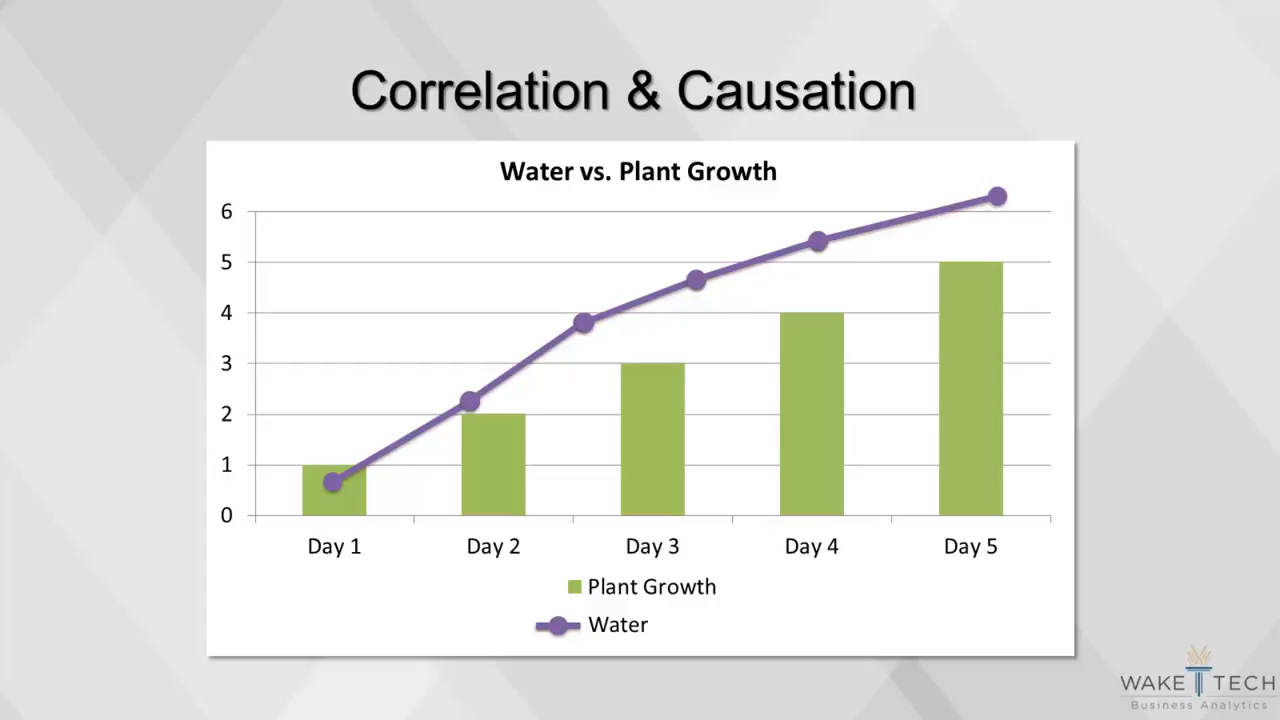 Correlation & Causation
Water vs. Plant Growth
6
5
4
3
2
1
0
Day 1 Day 2 Day 3 Day 4 Day 5
Plant Growth
Water
WAKE TECH
Business Analytics